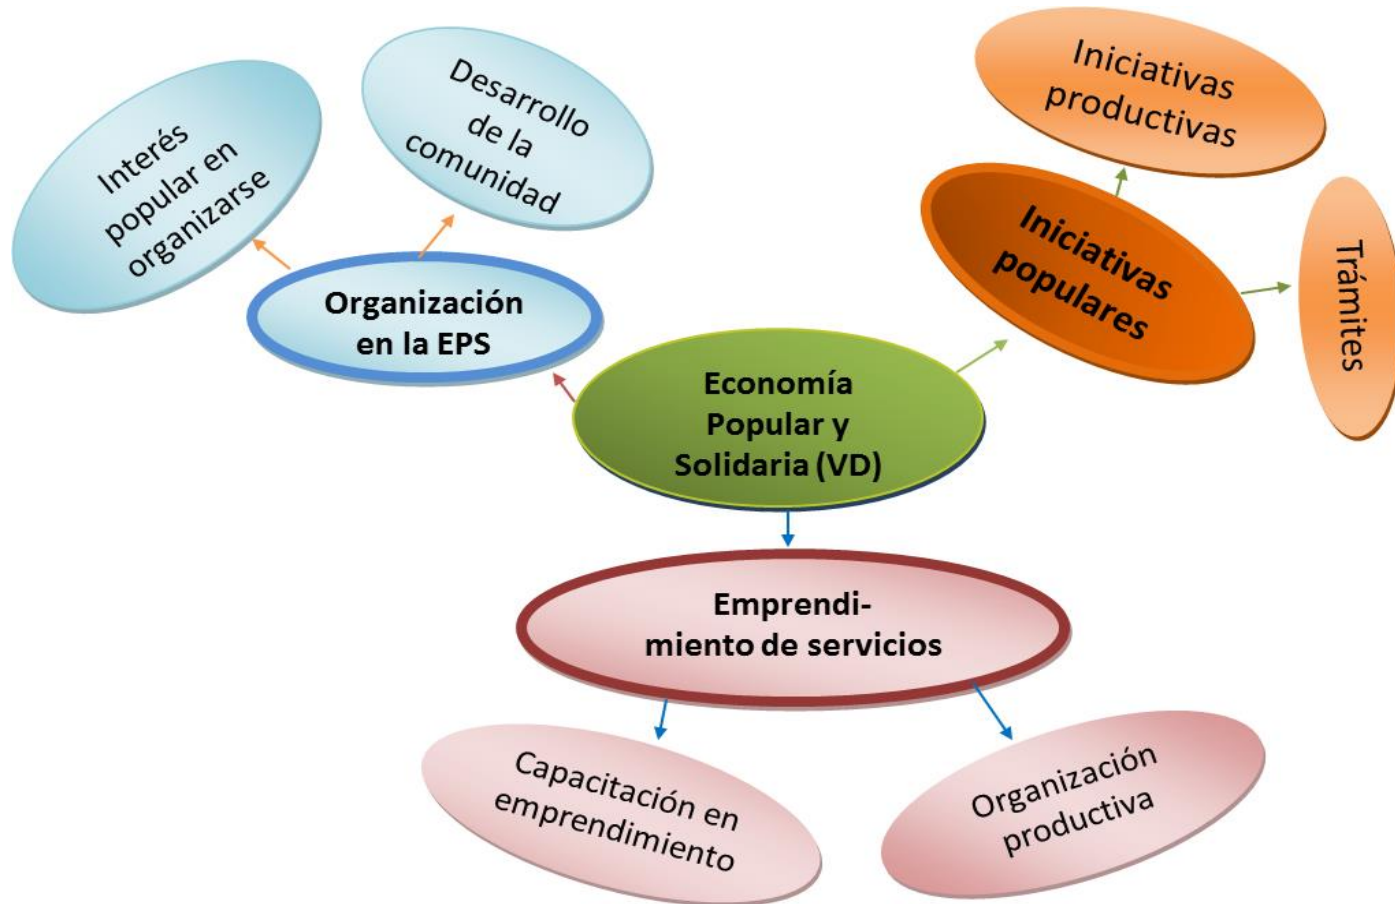 Interés
popular en
organizarse
Desarrollo
de la
comunidad
Organización
en la EPS
Iniciativas
productivas
Iniciativas
populares
Trámites
Economía
Popular y
Solidaria (VD)
Emprendi-
miento de servicios
Capacitación en
emprendimiento
Organización
productiva